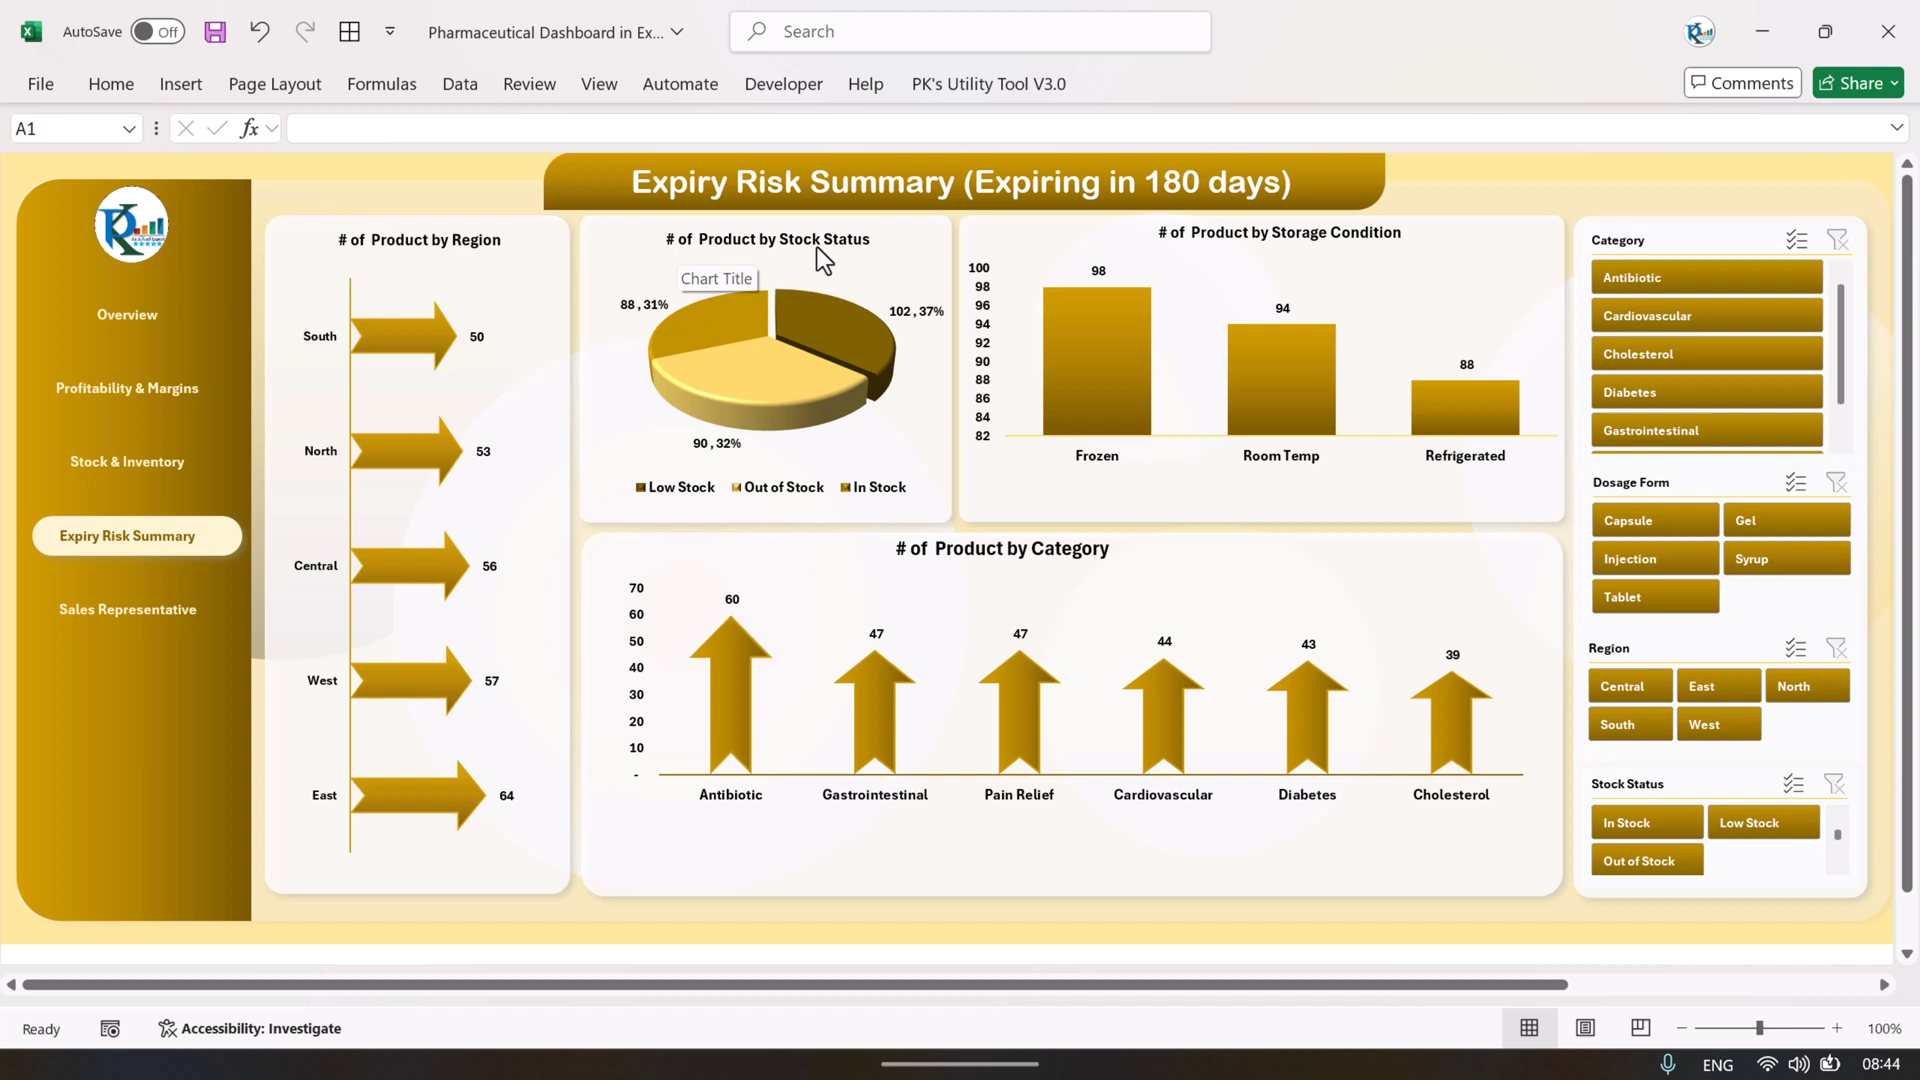 AutoSave Off Pharmaceutical Dashboard in Ex... Search
File Home Insert Page Layout Formulas Data Review View Automate Developer Help PK's Utility Tool V3.0 Comments Share
A1 fx
Expiry Risk Summary (Expiring in 180 days)
Overview
Profitability & Margins
Stock & Inventory
Expiry Risk Summary
Sales Representative
# of Product by Region
South 50
North 53
Central 56
West 57
East 64
# of Product by Stock Status
Chart Title
88 , 31%
102 , 37%
90 , 32%
Low Stock Out of Stock In Stock
# of Product by Storage Condition
100
98
96
94
92
90
88
86
84
82
98
94
88
Frozen Room Temp Refrigerated
# of Product by Category
70
60
50
40
30
20
10
-
60 47 47 44 43 39
Antibiotic Gastrointestinal Pain Relief Cardiovascular Diabetes Cholesterol
Category
Antibiotic
Cardiovascular
Cholesterol
Diabetes
Gastrointestinal
Dosage Form
Capsule Gel
Injection Syrup
Tablet
Region
Central East North
South West
Stock Status
In Stock Low Stock
Out of Stock
Ready Accessibility: Investigate 100%
ENG 08:44